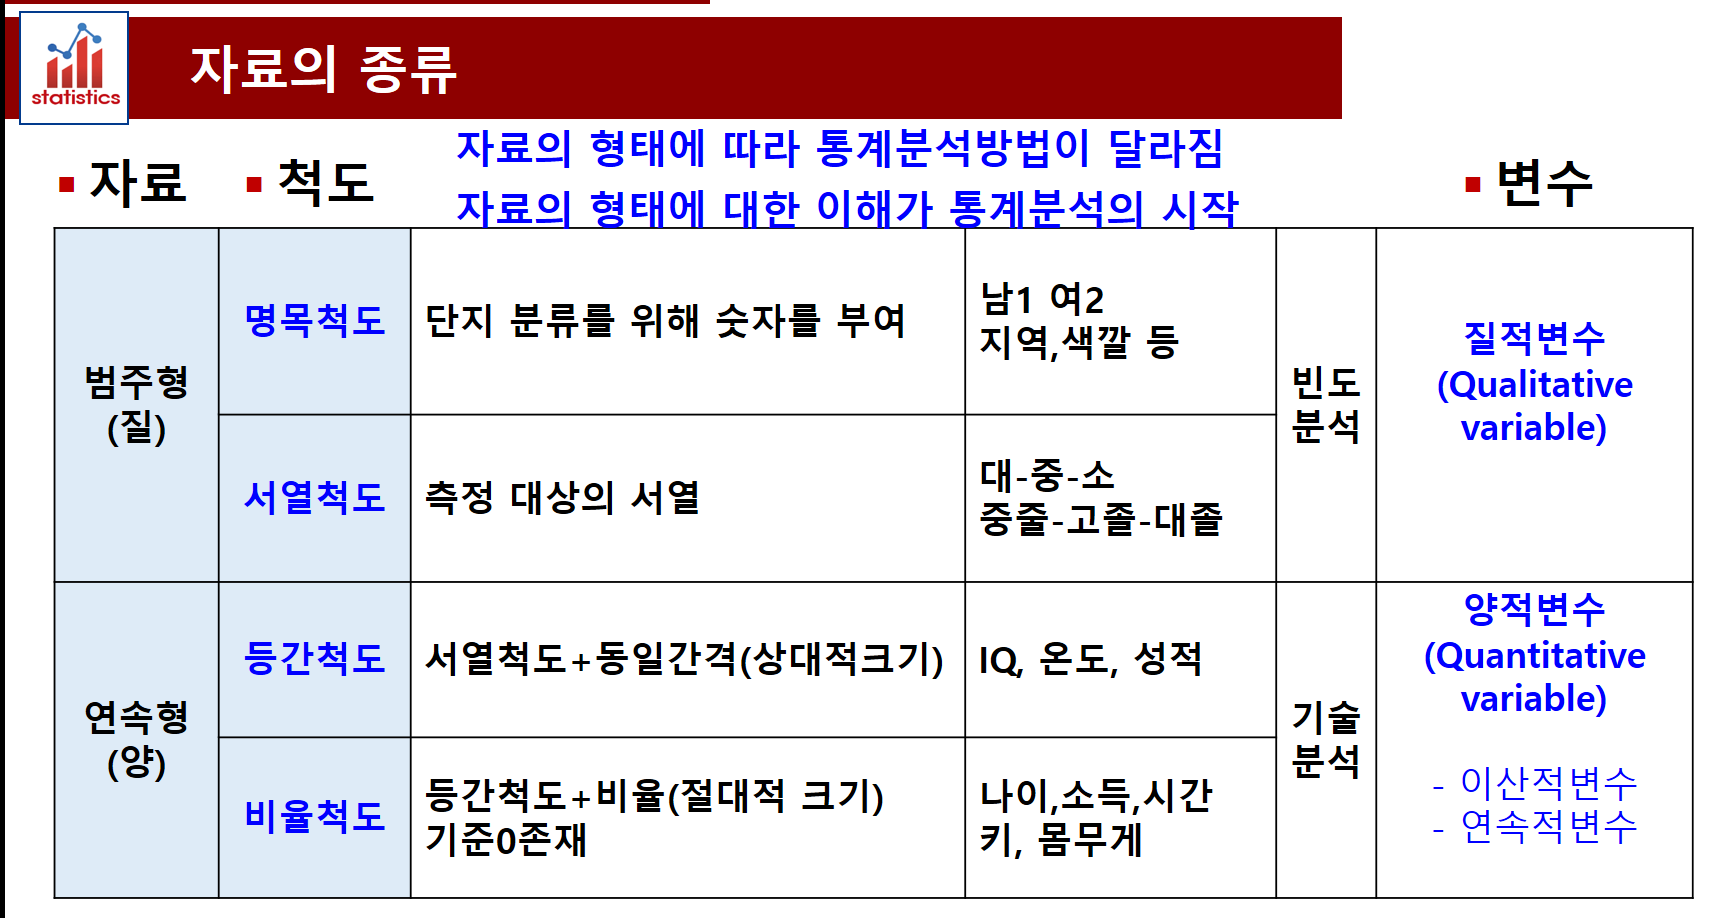 statistics
자료의 종류
자료의 형태에 따라 통계분석방법이 달라짐
자료의 형태에 대한 이해가 통계분석의 시작
▪ 자료
▪ 척도
▪ 변수
범주형
(질)
명목척도
단지 분류를 위해 숫자를 부여
남1 여2
지역,색깔 등
빈도
분석
질적변수
(Qualitative
variable)
서열척도
측정 대상의 서열
대-중-소
중줄-고졸-대졸
연속형
(양)
등간척도
서열척도+동일간격(상대적크기)
IQ, 온도, 성적
기술
분석
양적변수
(Quantitative
variable)
- 이산적변수
- 연속적변수
비율척도
등간척도+비율(절대적 크기)
기준0존재
나이,소득,시간
키, 몸무게